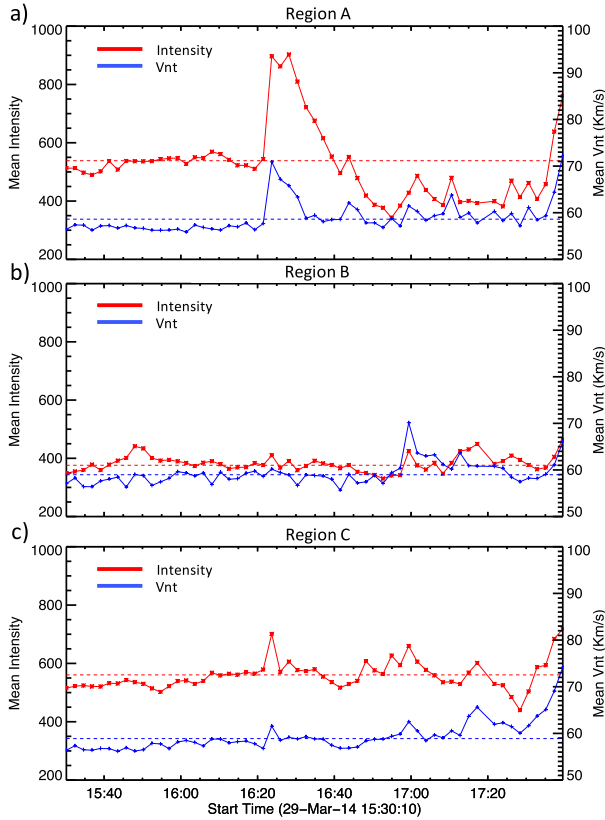 a) Region A
1000
800
600
400
200
Mean Intensity
Intensity
Vnt
100
90
80
70
60
50
Mean Vnt (Km/s)
b) Region B
1000
800
600
400
200
Mean Intensity
Intensity
Vnt
100
90
80
70
60
50
Mean Vnt (Km/s)
c) Region C
1000
800
600
400
200
Mean Intensity
Intensity
Vnt
100
90
80
70
60
50
Mean Vnt (Km/s)
15:40 16:00 16:20 16:40 17:00 17:20
Start Time (29-Mar-14 15:30:10)